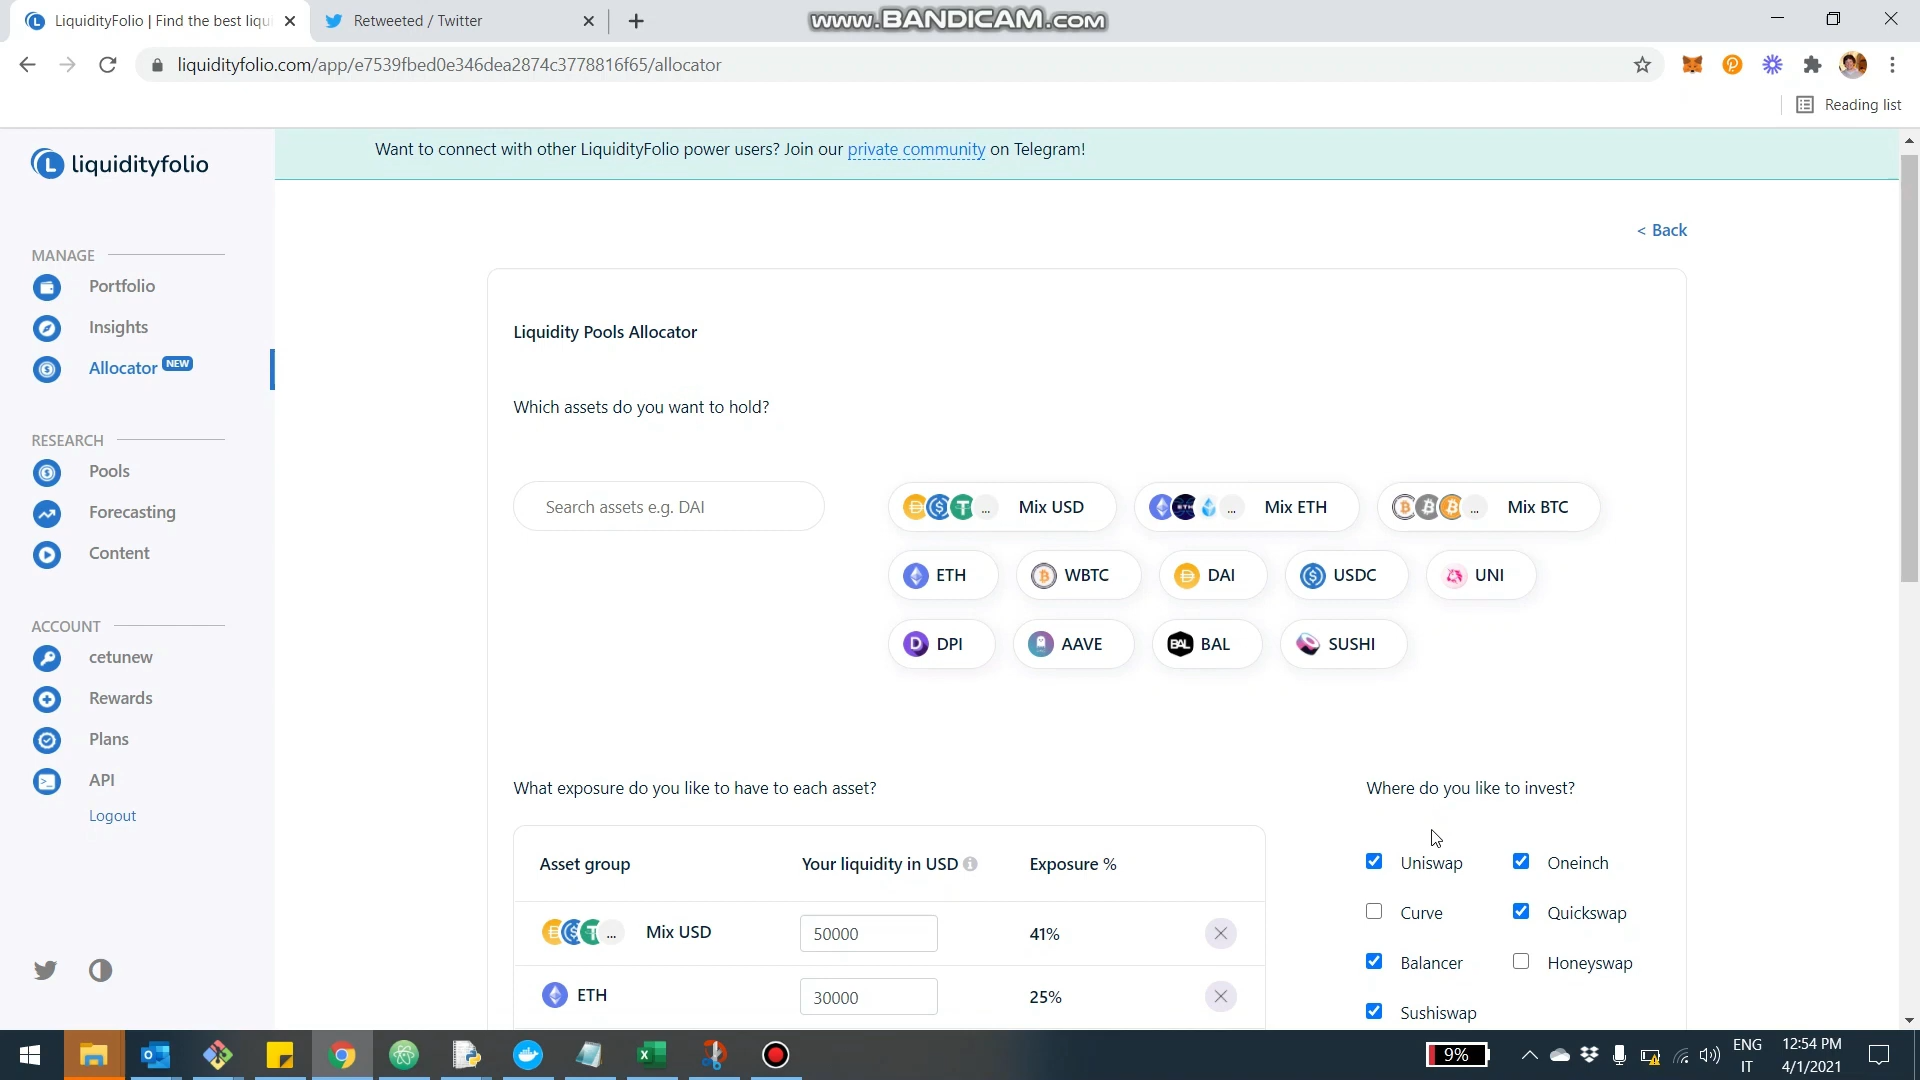 LiquidityFolio | Find the best liqu
Retweeted / Twitter
www.BANDICAM.com
liquidityfolio.com/app/e7539fbed0e346dea2874c3778816f65/allocator
Reading list
liquidityfolio
Want to connect with other LiquidityFolio power users? Join our private community on Telegram!
< Back
MANAGE
Portfolio
Insights
Allocator NEW
RESEARCH
Pools
Forecasting
Content
ACCOUNT
cetunew
Rewards
Plans
API
Logout
Liquidity Pools Allocator
Which assets do you want to hold?
Search assets e.g. DAI
... Mix USD
... Mix ETH
... Mix BTC
ETH
WBTC
DAI
USDC
UNI
DPI
AAVE
BAL BAL
SUSHI
What exposure do you like to have to each asset?
Asset group Your liquidity in USD Exposure %
... Mix USD 50000 41%
ETH 30000 25%
Where do you like to invest?
Uniswap Oneinch
Curve Quickswap
Balancer Honeyswap
Sushiswap
9%
ENG
IT
12:54 PM
4/1/2021